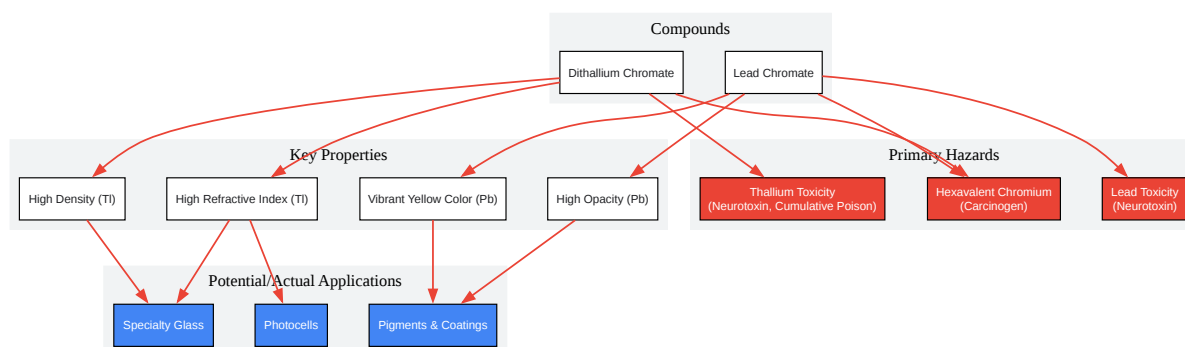 Compounds
Dithallium Chromate
Lead Chromate
Key Properties
High Density (Tl)
High Refractive Index (Tl)
Vibrant Yellow Color (Pb)
High Opacity (Pb)
Primary Hazards
Thallium Toxicity
(Neurotoxin, Cumulative Poison)
Hexavalent Chromium
(Carcinogen)
Lead Toxicity
(Neurotoxin)
Potential/Actual Applications
Specialty Glass
Photocells
Pigments & Coatings